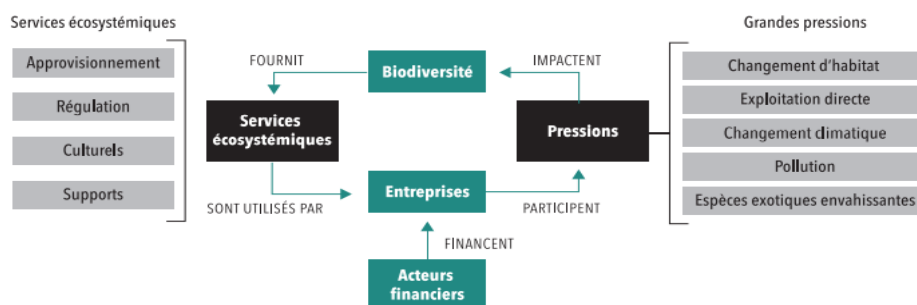 Services écosystémiques
Approvisionnement
Régulation
Culturels
Supports
FOURNIT
Biodiversité
IMPACTENT
Services
écosystémiques
Pressions
SONT UTILISÉS PAR
Entreprises
PARTICIPENT
FINANCENT
Acteurs
financiers
Grandes pressions
Changement d'habitat
Exploitation directe
Changement climatique
Pollution
Espèces exotiques envahissantes